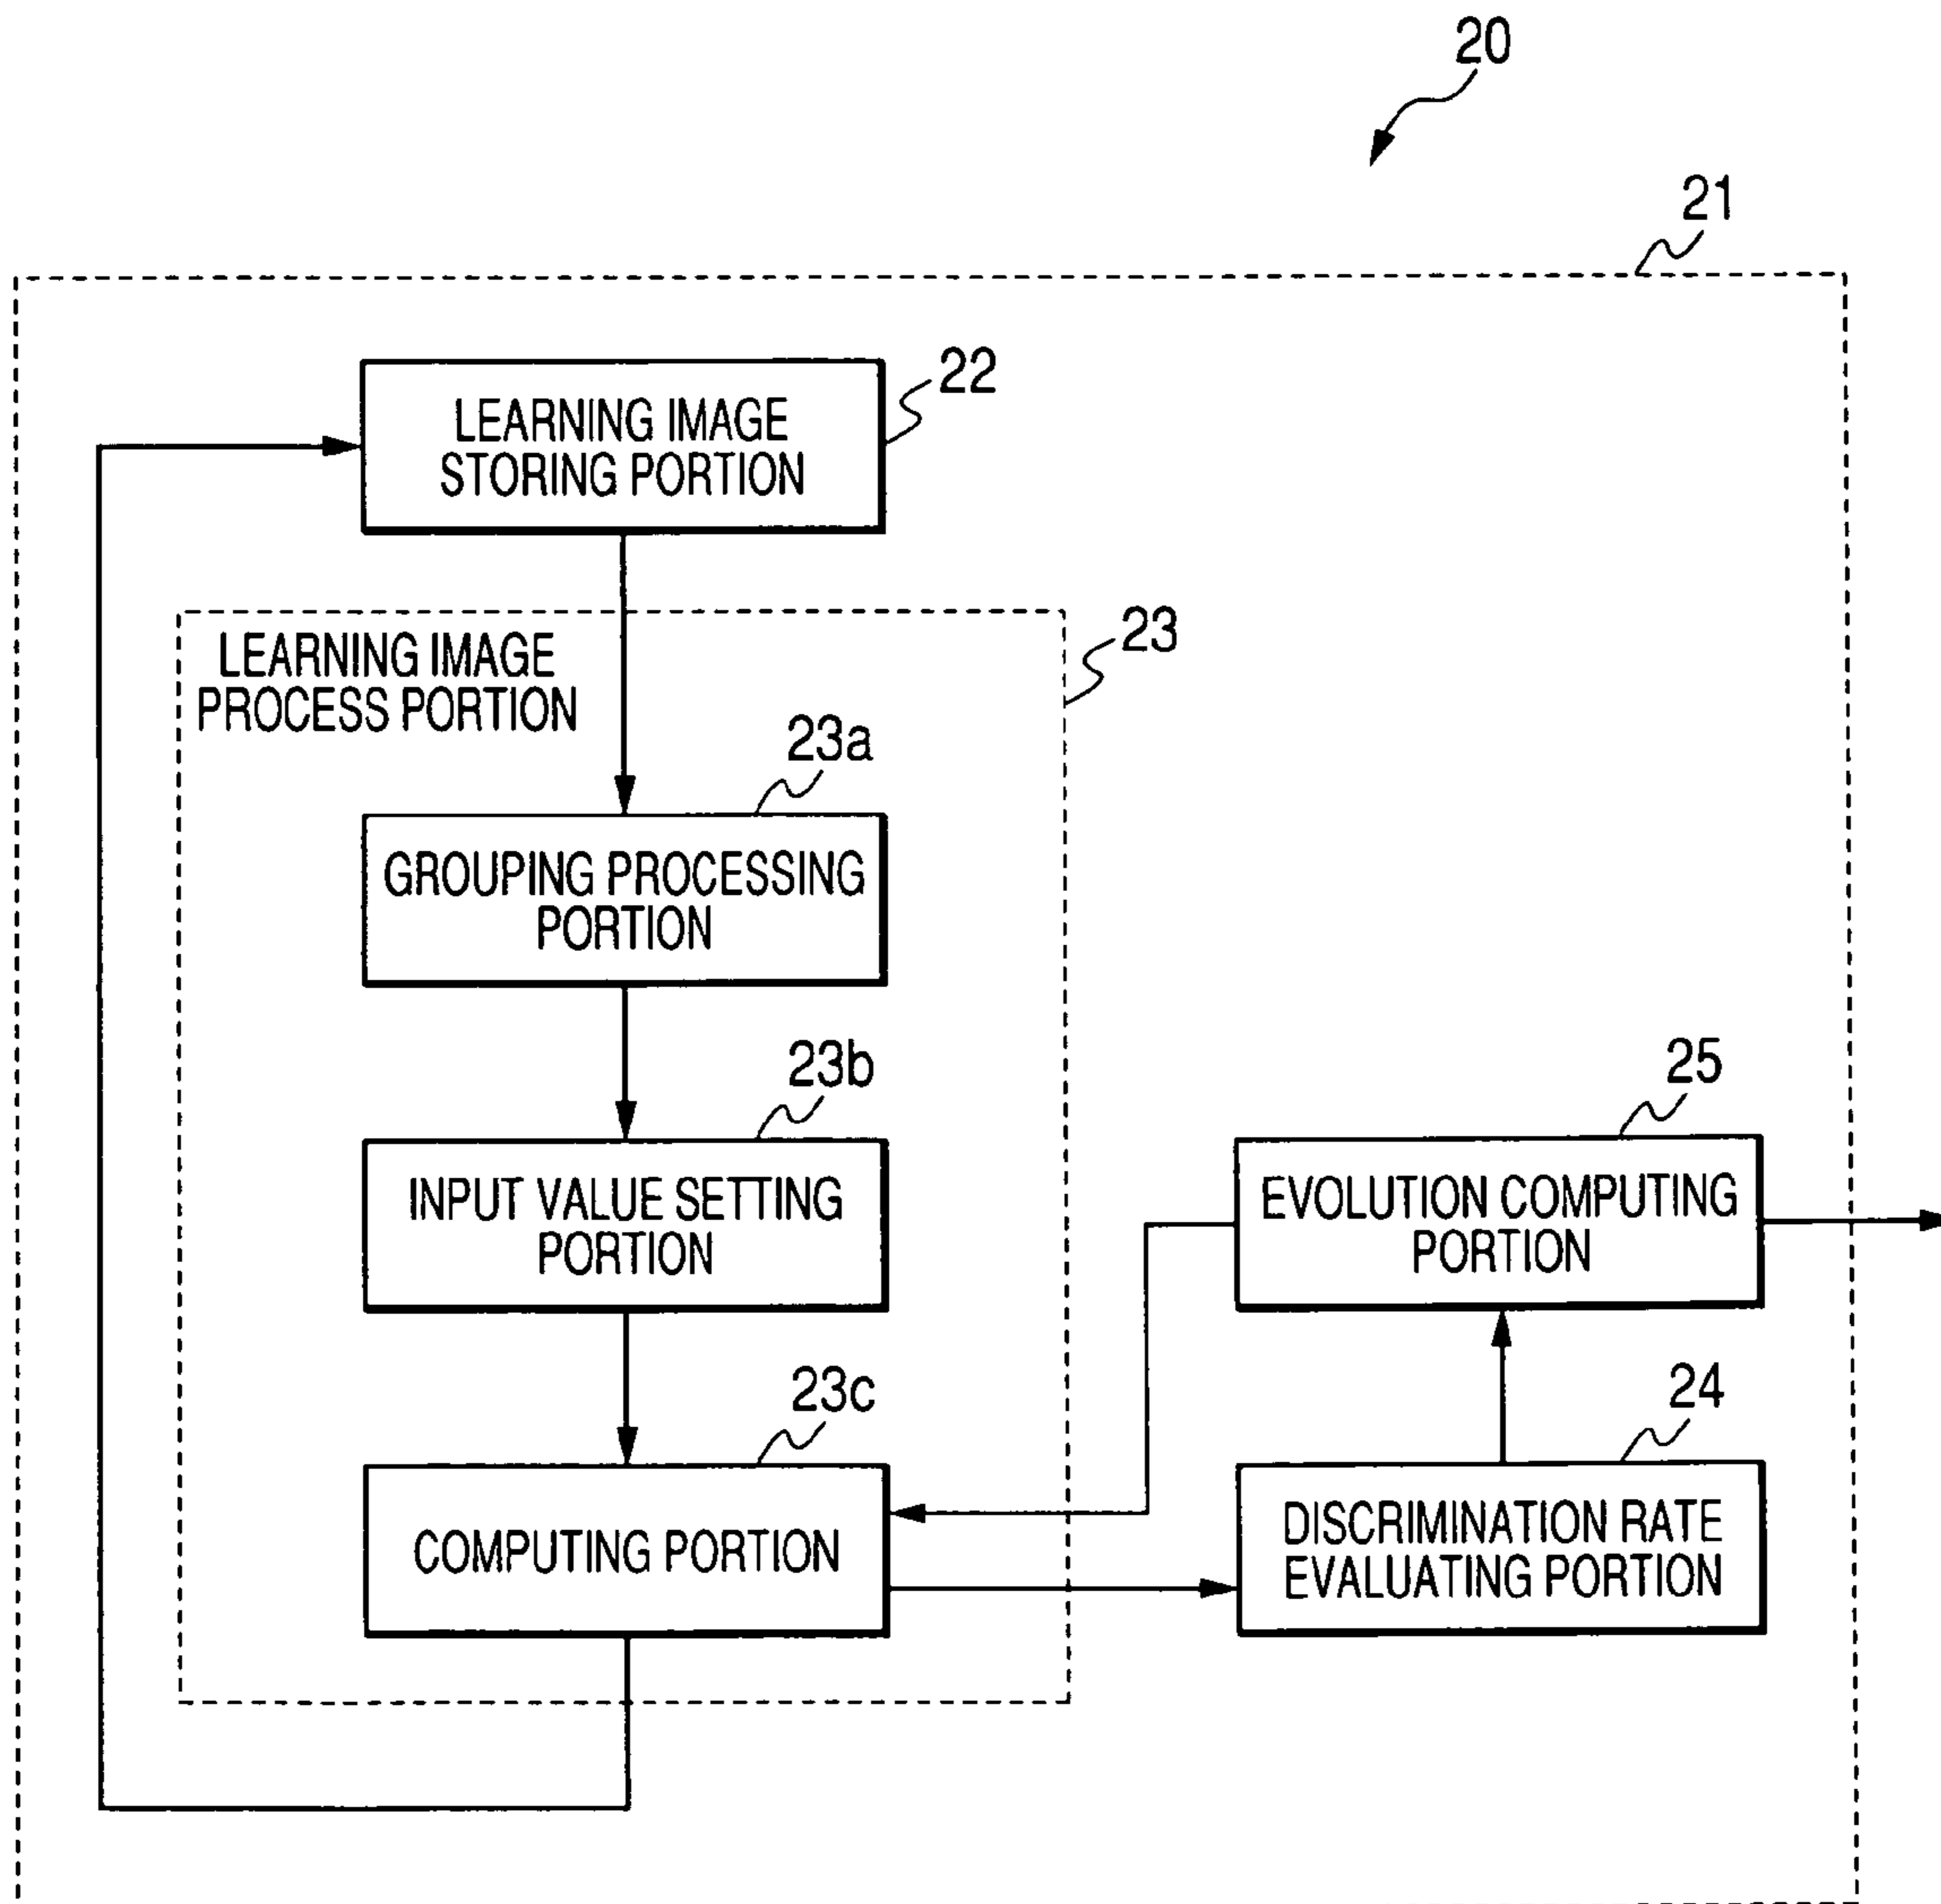 20
21
LEARNING IMAGE
STORING PORTION
22
LEARNING IMAGE
PROCESS PORTION
23
23a
GROUPING PROCESSING
PORTION
23b
INPUT VALUE SETTING
PORTION
25
EVOLUTION COMPUTING
PORTION
23c
COMPUTING PORTION
24
DISCRIMINATION RATE
EVALUATING PORTION